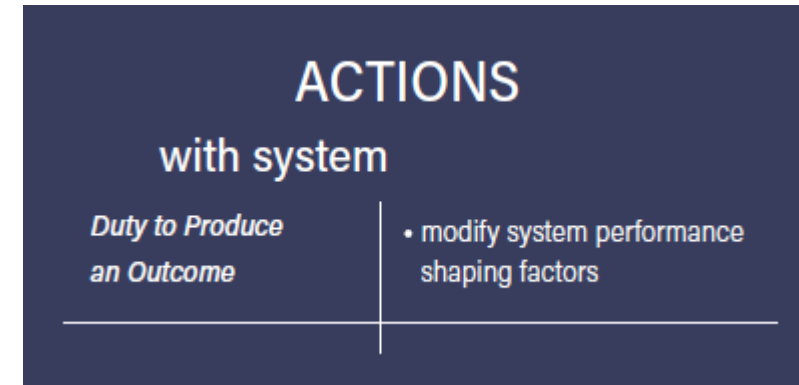 ACTIONS
with system
Duty to Produce
an Outcome
• modify system performance
shaping factors